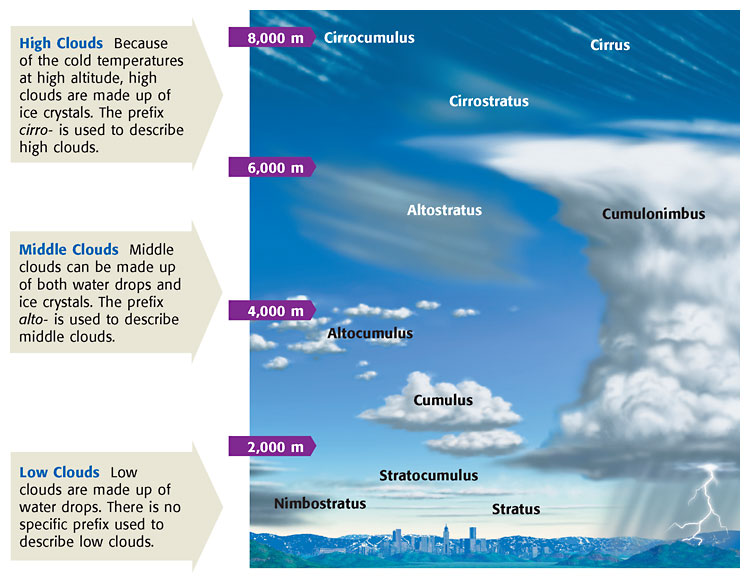 High Clouds Because
of the cold temperatures
at high altitude, high
clouds are made up of
ice crystals. The prefix
cirro- is used to describe
high clouds.
Middle Clouds Middle
clouds can be made up
of both water drops and
ice crystals. The prefix
alto- is used to describe
middle clouds.
Low Clouds Low
clouds are made up of
water drops. There is no
specific prefix used to
describe low clouds.
8,000 m
Cirrocumulus
Cirrus
Cirrostratus
6,000 m
Altostratus
Cumulonimbus
4,000 m
Altocumulus
Cumulus
2,000 m
Stratocumulus
Nimbostratus
Stratus